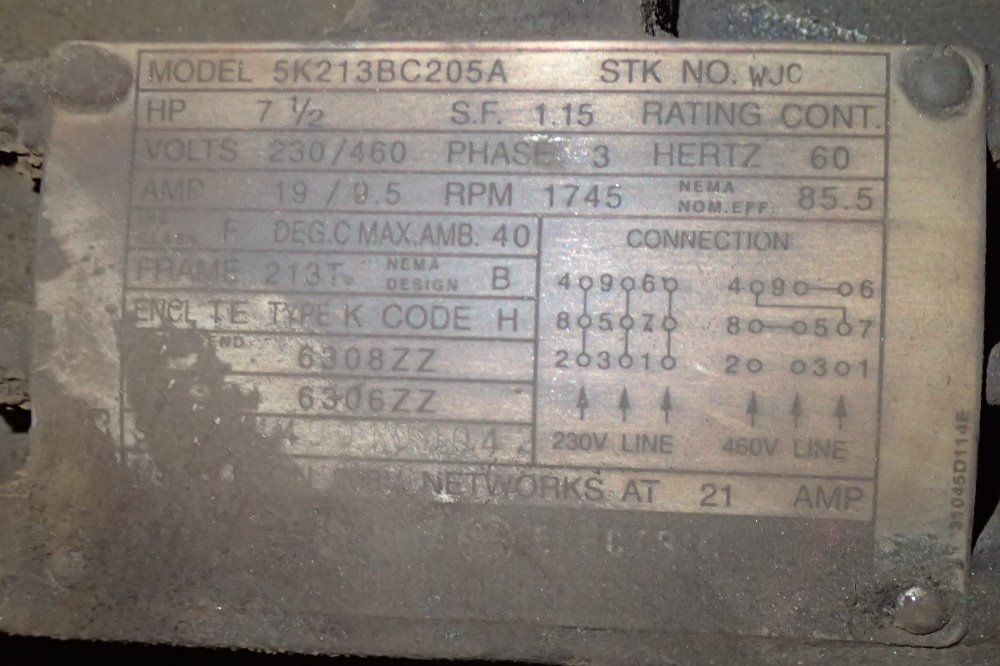 MODEL 5K213BC205A STK NO. WJC
HP 7 1/2 S.F. 1.15 RATING CONT.
VOLTS 230/460 PHASE 3 HERTZ 60
AMP 19 / 9.5 RPM 1745 NEMA NOM.EFF. 85.5
F DEG.C MAX.AMB. 40
FRAME 213T NEMA DESIGN B
ENCL TE TYPE K CODE H
END 6308ZZ
6306ZZ
CONNECTION
4 9 6 4 9 6
8 5 7 8 5 7
2 3 1 2 3 1
230V LINE 460V LINE
NETWORKS AT 21 AMP
31045D114E